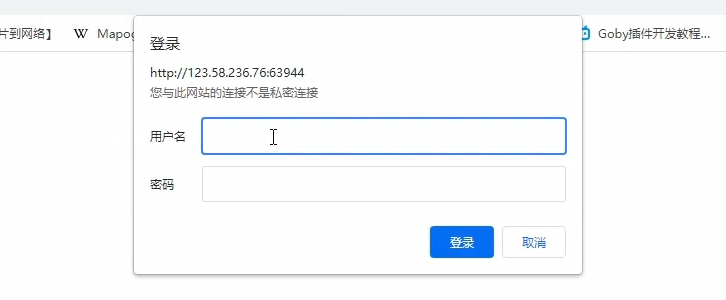 登录
片到网络】 W Mapog
Goby插件开发教程...
http://123.58.236.76:63944
您与此网站的连接不是私密连接
用户名
密码
登录 取消